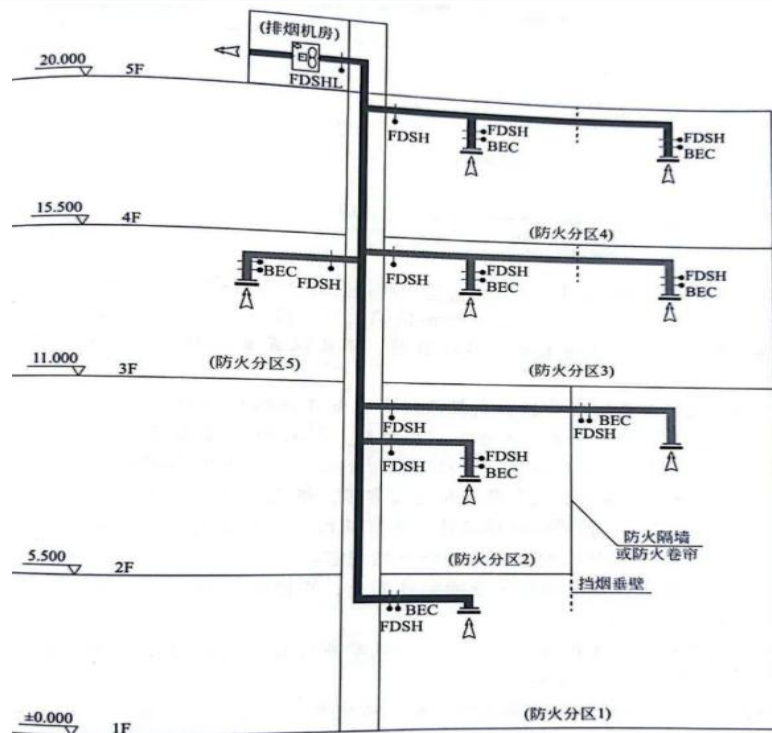 (排烟机房)
20.000
5F
FDSHL
FDSH
FDSH
BEC
FDSH
BEC
15.500
4F
(防火分区4)
BEC
FDSH
FDSH
FDSH
BEC
FDSH
BEC
11.000
3F
(防火分区5)
(防火分区3)
FDSH
BEC
FDSH
FDSH
FDSH
BEC
防火隔墙
或防火卷帘
5.500
2F
(防火分区2)
挡烟垂壁
BEC
FDSH
±0.000
1F
(防火分区1)